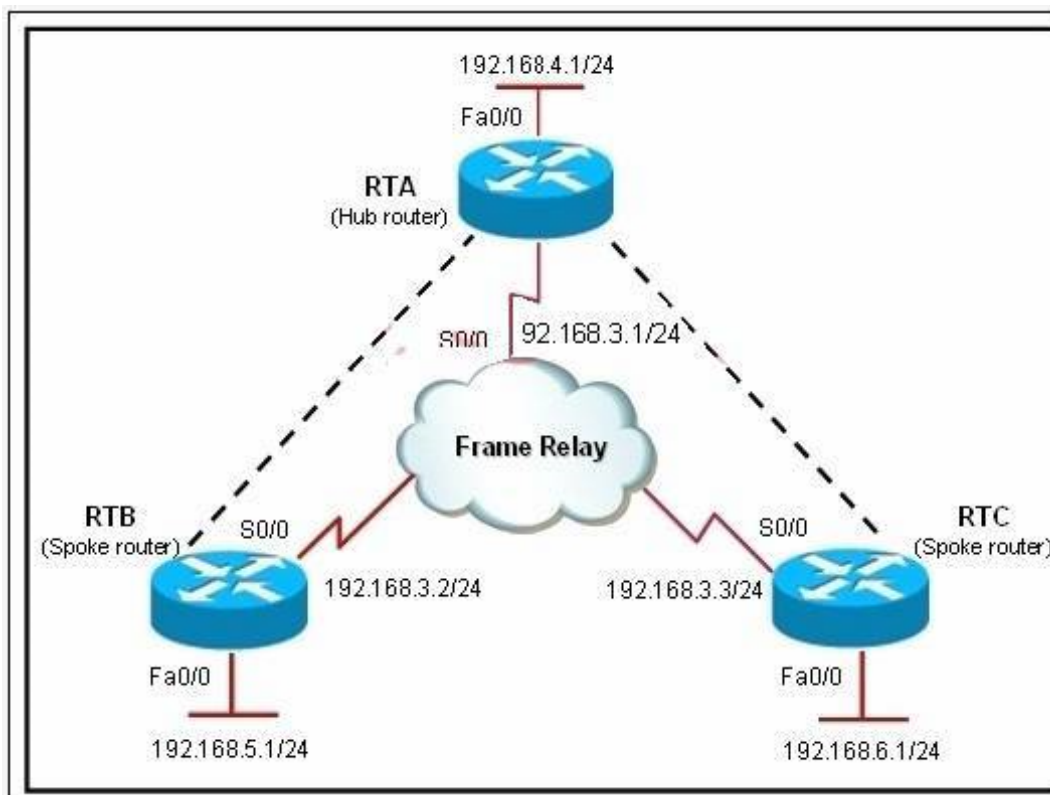 192.168.4.1/24
Fa0/0
RTA
(Hub router)
S0/0
92.168.3.1/24
Frame Relay
RTB
(Spoke router)
S0/0
192.168.3.2/24
Fa0/0
192.168.5.1/24
S0/0
RTC
(Spoke router)
192.168.3.3/24
Fa0/0
192.168.6.1/24